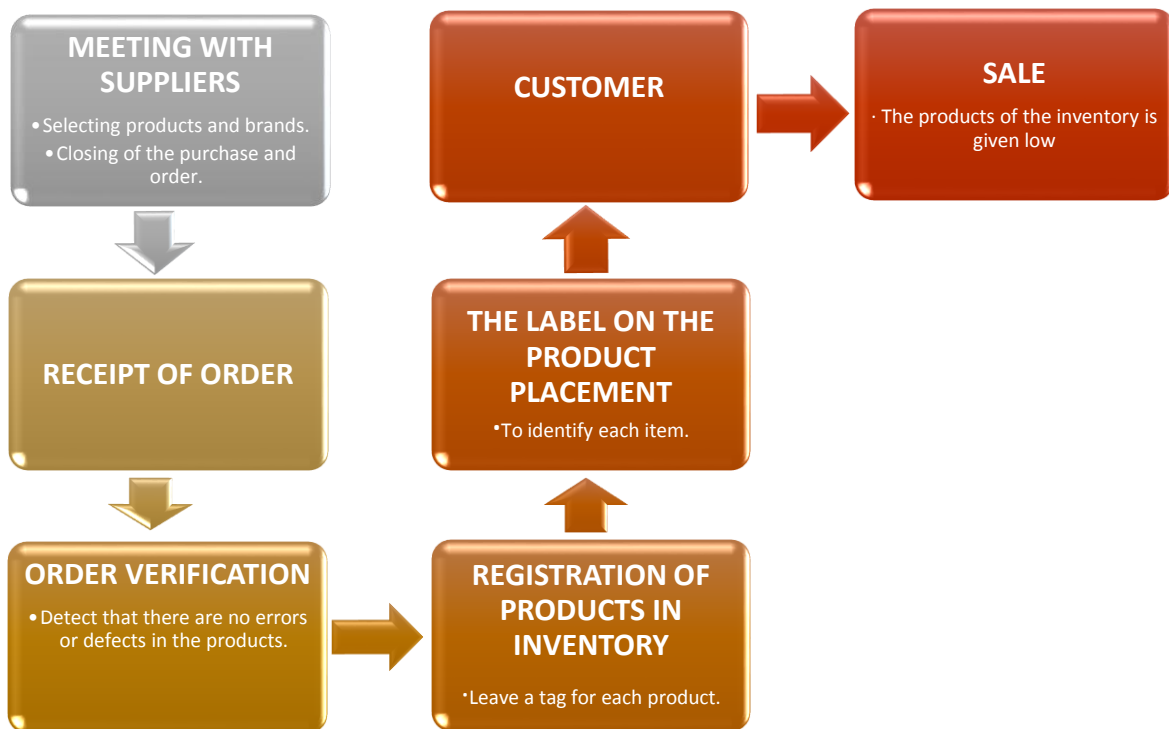 MEETING WITH
SUPPLIERS
•Selecting products and brands.
•Closing of the purchase and
order.
RECEIPT OF ORDER
ORDER VERIFICATION
•Detect that there are no errors
or defects in the products.
REGISTRATION OF
PRODUCTS IN
INVENTORY
·Leave a tag for each product.
THE LABEL ON THE
PRODUCT
PLACEMENT
·To identify each item.
CUSTOMER
SALE
· The products of the inventory is
given low